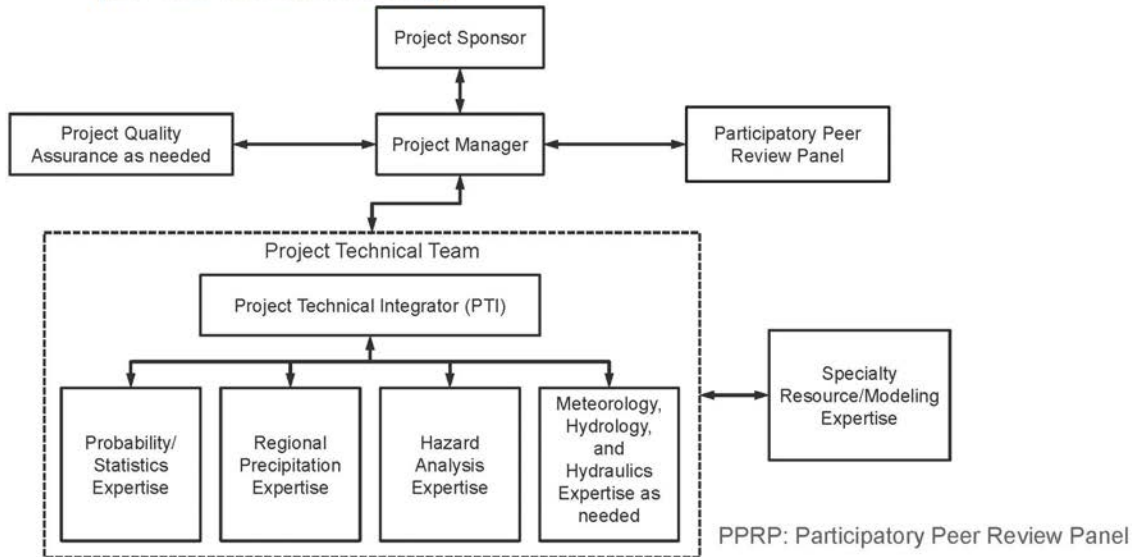 Project Sponsor
Project Quality
Assurance as needed
Project Manager
Participatory Peer
Review Panel
Project Technical Team
Project Technical Integrator (PTI)
Probability/
Statistics
Expertise
Regional
Precipitation
Expertise
Hazard
Analysis
Expertise
Meteorology,
Hydrology,
and
Hydraulics
Expertise as
needed
Specialty
Resource/Modeling
Expertise
PPRP: Participatory Peer Review Panel